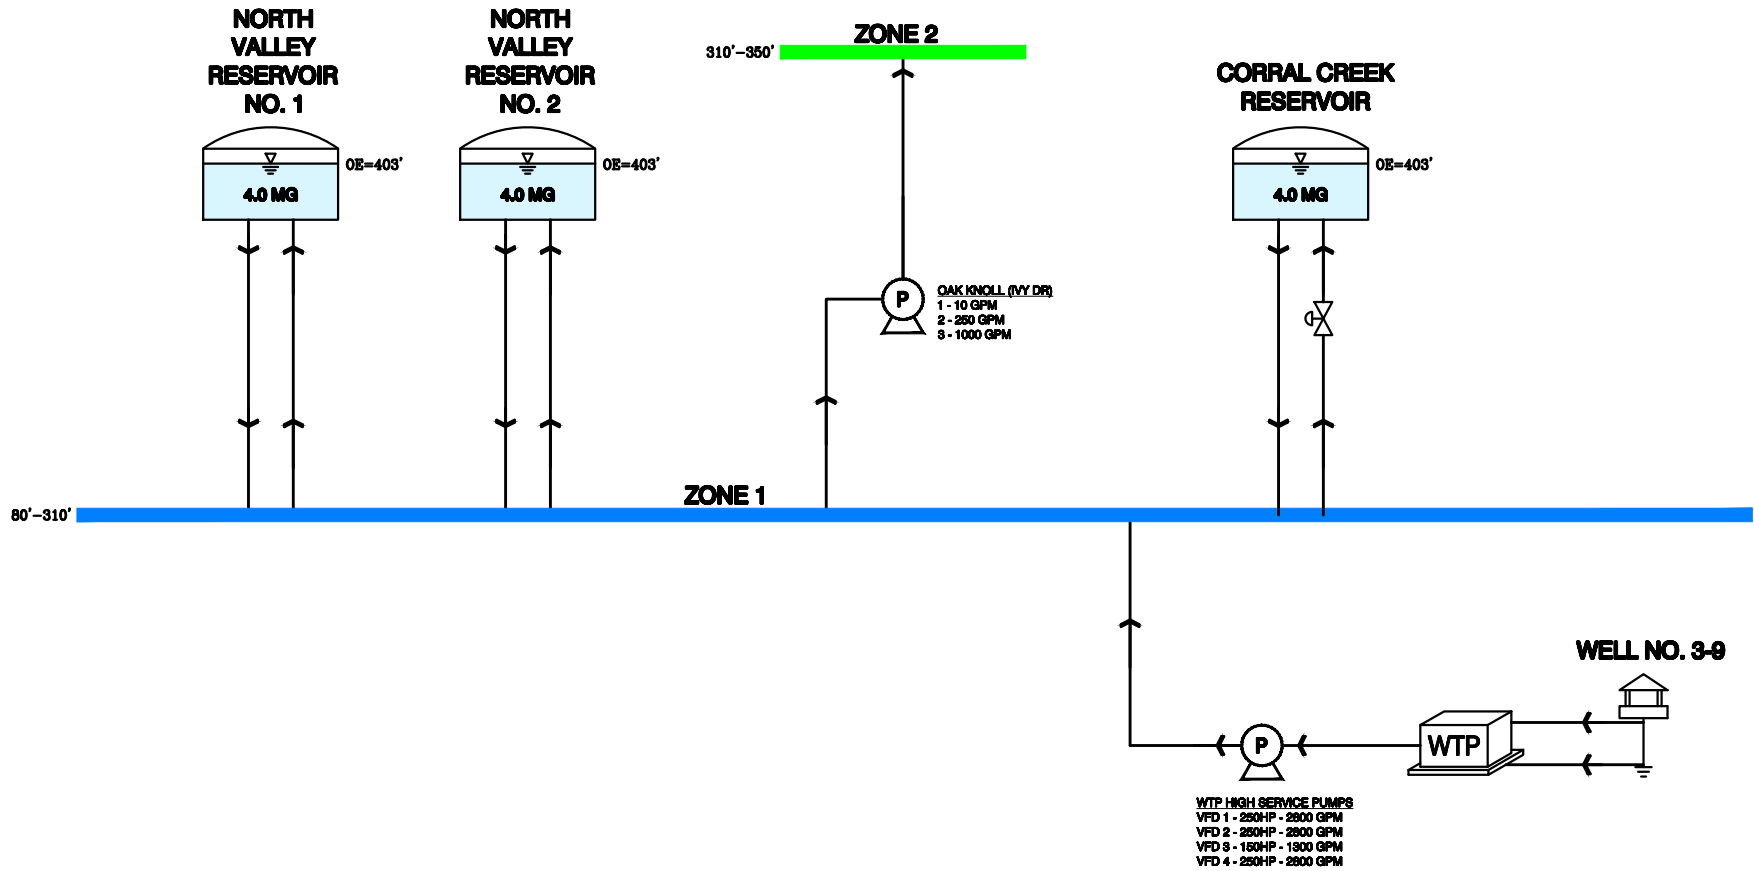 NORTH
VALLEY
RESERVOIR
NO. 1
NORTH
VALLEY
RESERVOIR
NO. 2
ZONE 2
310'-350'
CORRAL CREEK
RESERVOIR
OE=403'
4.0 MG
OE=403'
4.0 MG
OE=403'
4.0 MG
P
OAK KNOLL (IVY DR)
1 - 10 GPM
2 - 250 GPM
3 - 1000 GPM
ZONE 1
80'-310'
WELL NO. 3-9
P
WTP
WTP HIGH SERVICE PUMPS
VFD 1 - 250HP - 2800 GPM
VFD 2 - 250HP - 2800 GPM
VFD 3 - 150HP - 1300 GPM
VFD 4 - 250HP - 2800 GPM